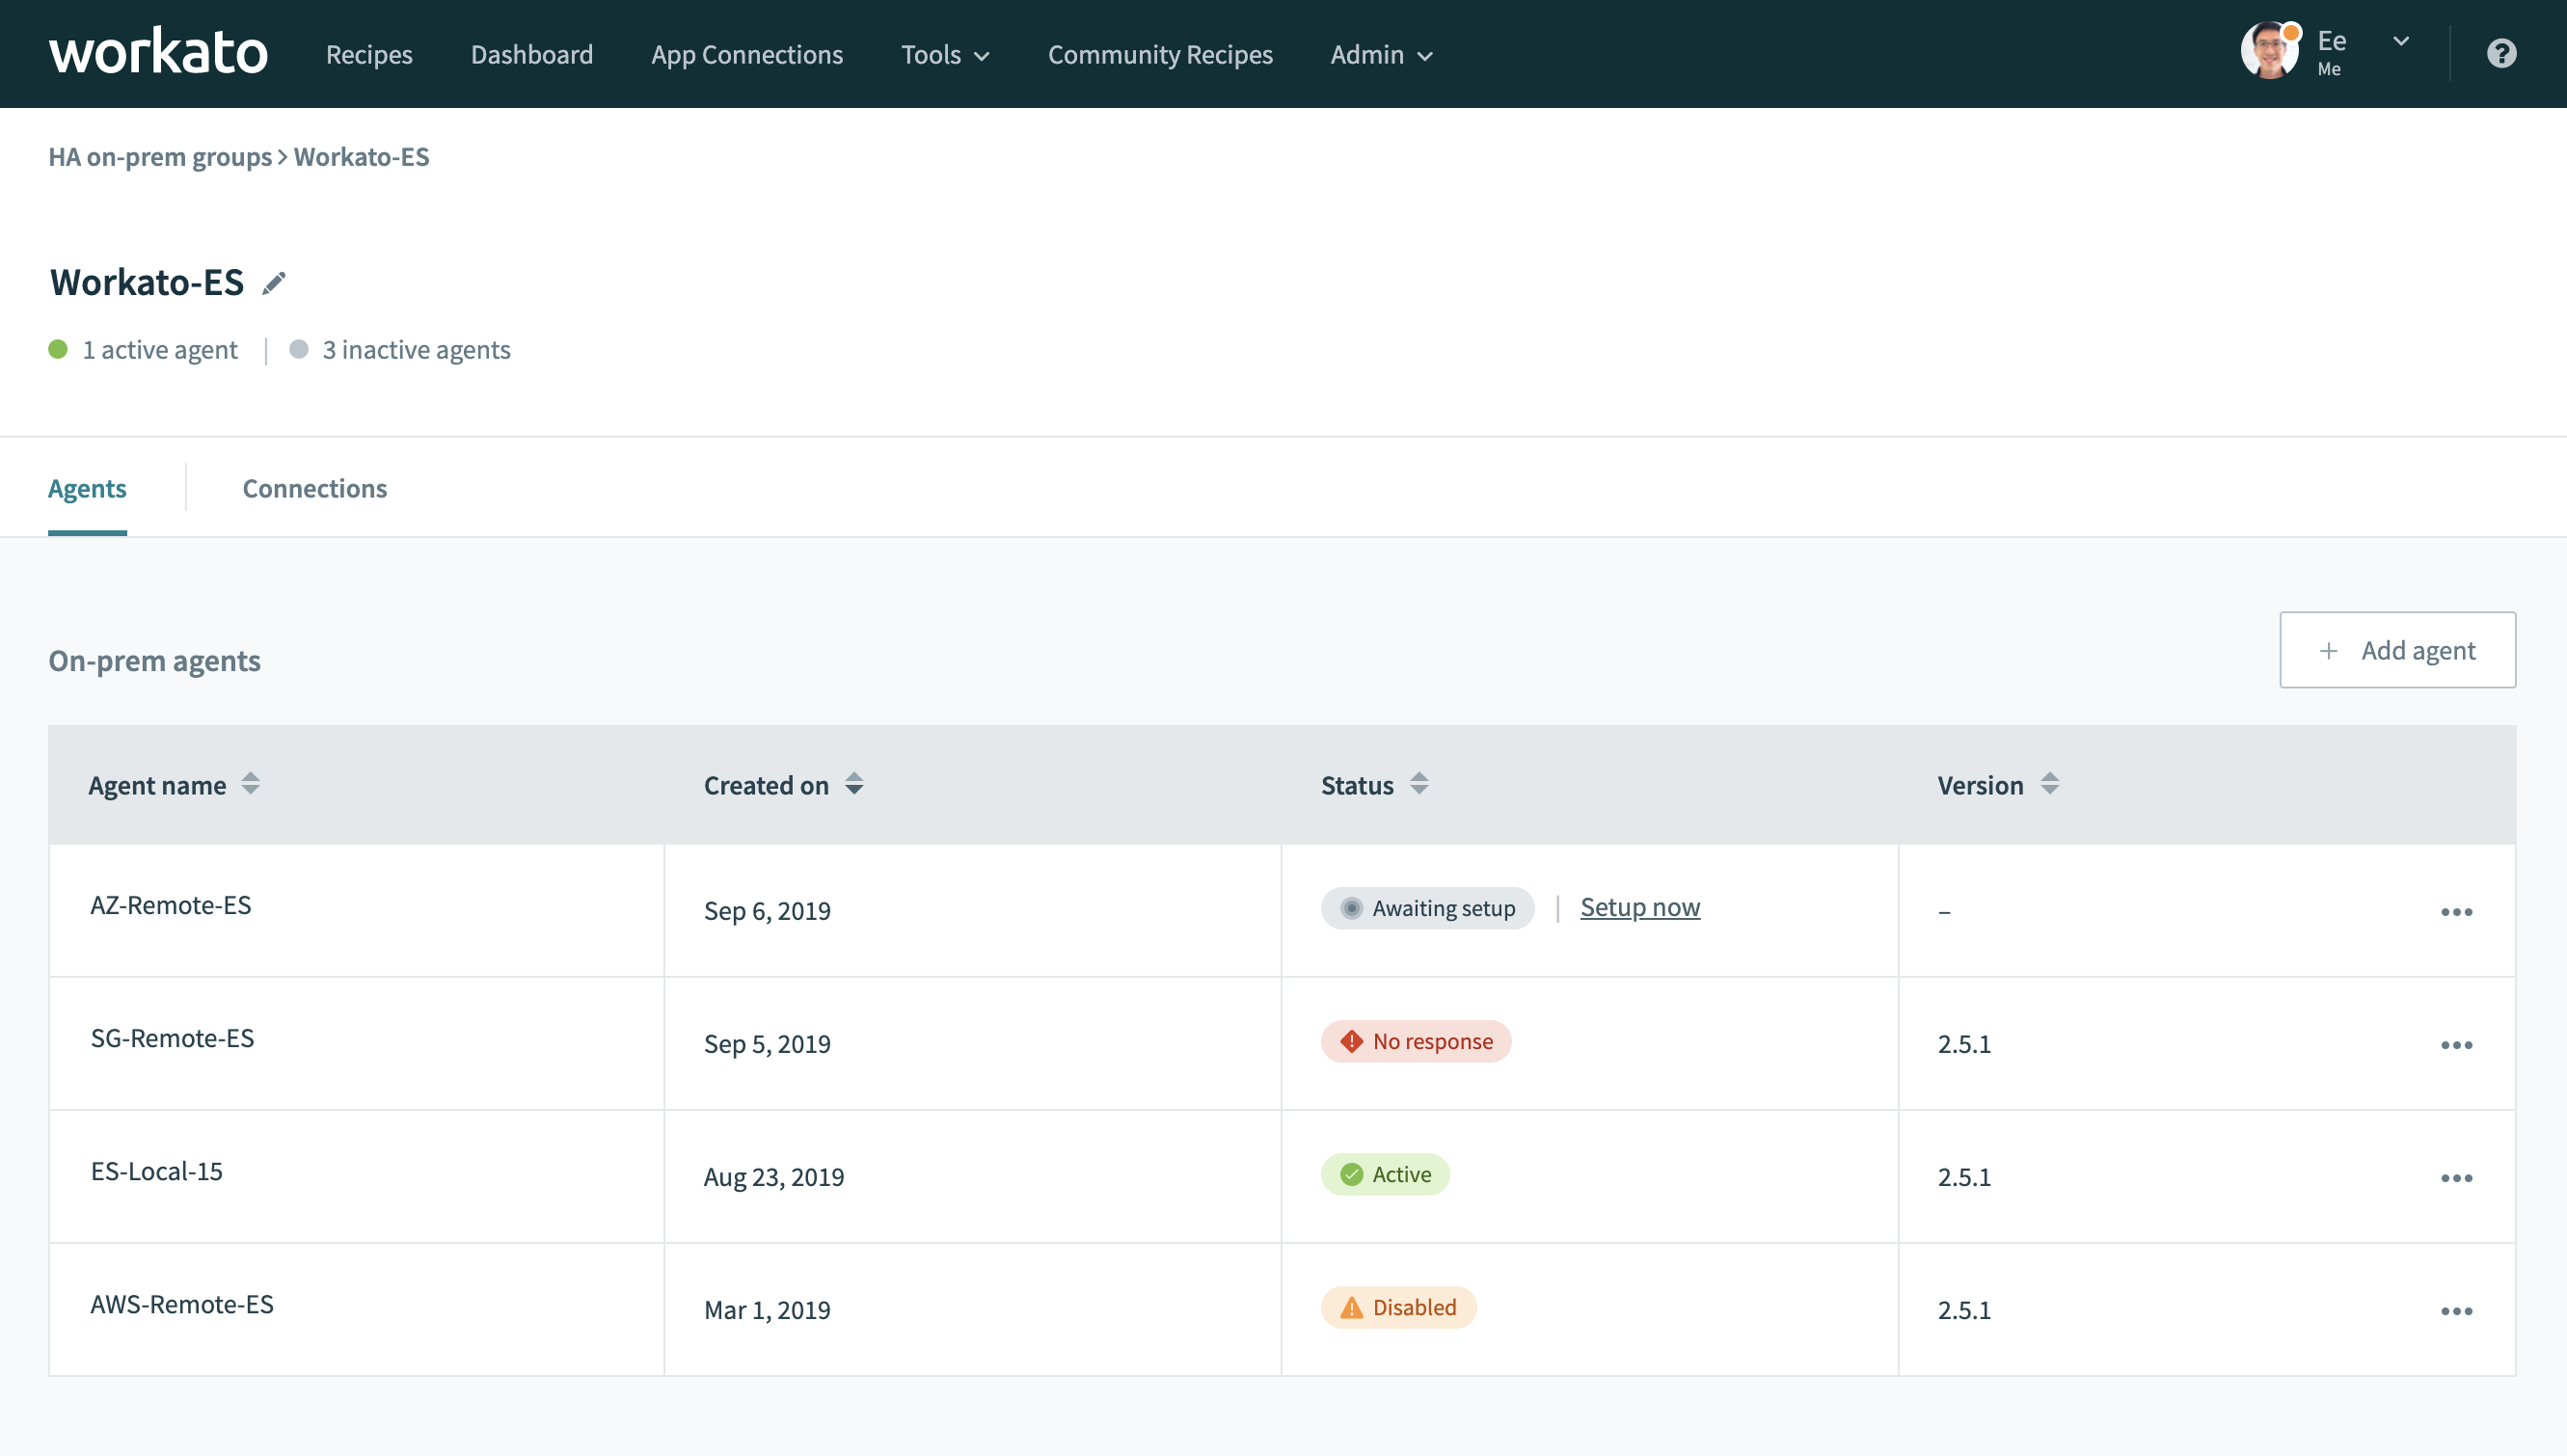 workato Recipes Dashboard App Connections Tools Community Recipes Admin Ee
Me
HA on-prem groups > Workato-ES
Workato-ES
1 active agent | 3 inactive agents
Agents Connections
On-prem agents + Add agent
Agent name Created on Status Version
AZ-Remote-ES Sep 6, 2019 Awaiting setup | Setup now –
SG-Remote-ES Sep 5, 2019 No response 2.5.1
ES-Local-15 Aug 23, 2019 Active 2.5.1
AWS-Remote-ES Mar 1, 2019 Disabled 2.5.1